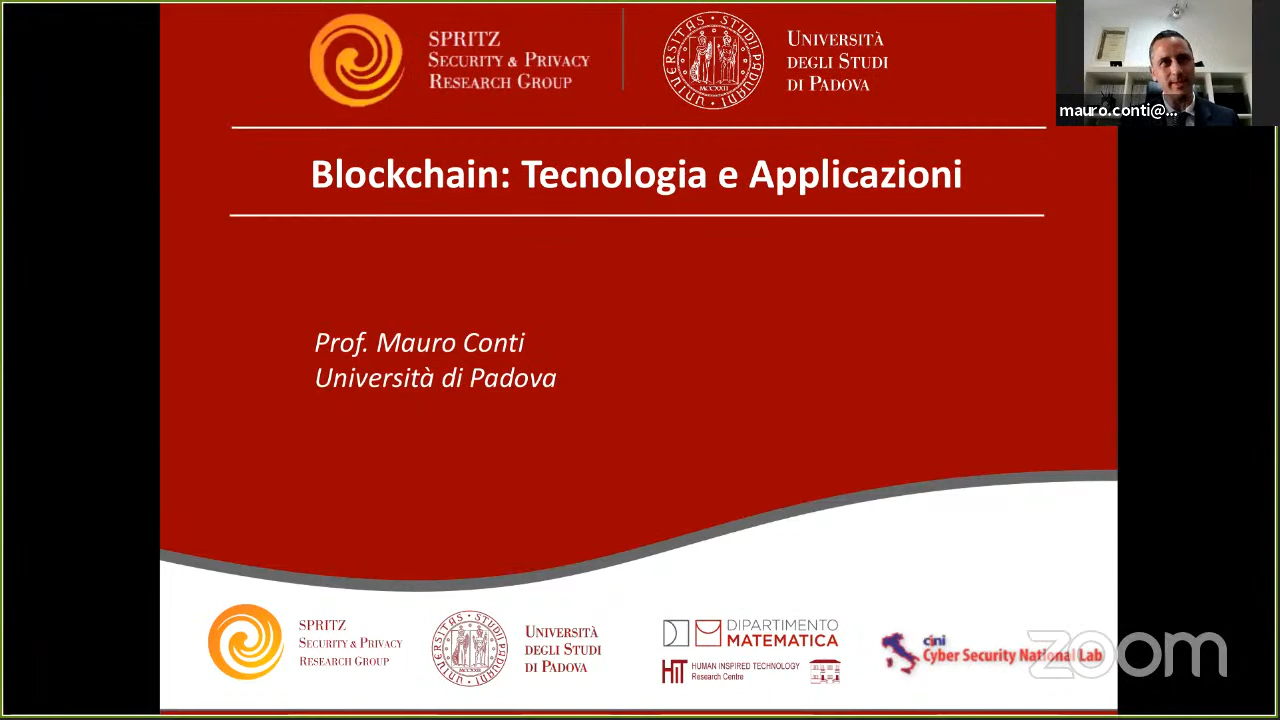 SPRITZ
SECURITY & PRIVACY
RESEARCH GROUP
UNIVERSITÀ
DEGLI STUDI
DI PADOVA
mauro.conti@...
Blockchain: Tecnologia e Applicazioni
Prof. Mauro Conti
Università di Padova
SPRITZ
SECURITY & PRIVACY
RESEARCH GROUP
UNIVERSITÀ
DEGLI STUDI
DI PADOVA
DIPARTIMENTO
MATEMATICA
HIT HUMAN INSPIRED TECHNOLOGY
Research Centre
cini
Cyber Security National Lab
zoom